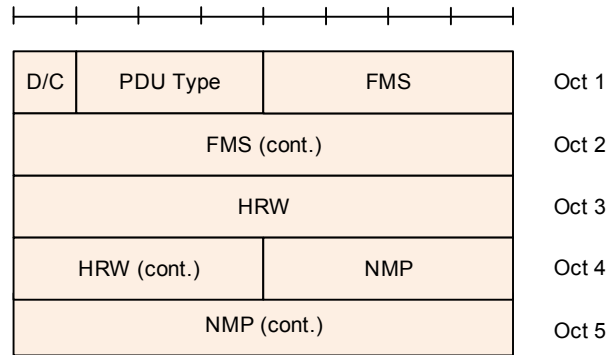 D/C PDU Type FMS Oct 1
FMS (cont.) Oct 2
HRW Oct 3
HRW (cont.) NMP Oct 4
NMP (cont.) Oct 5